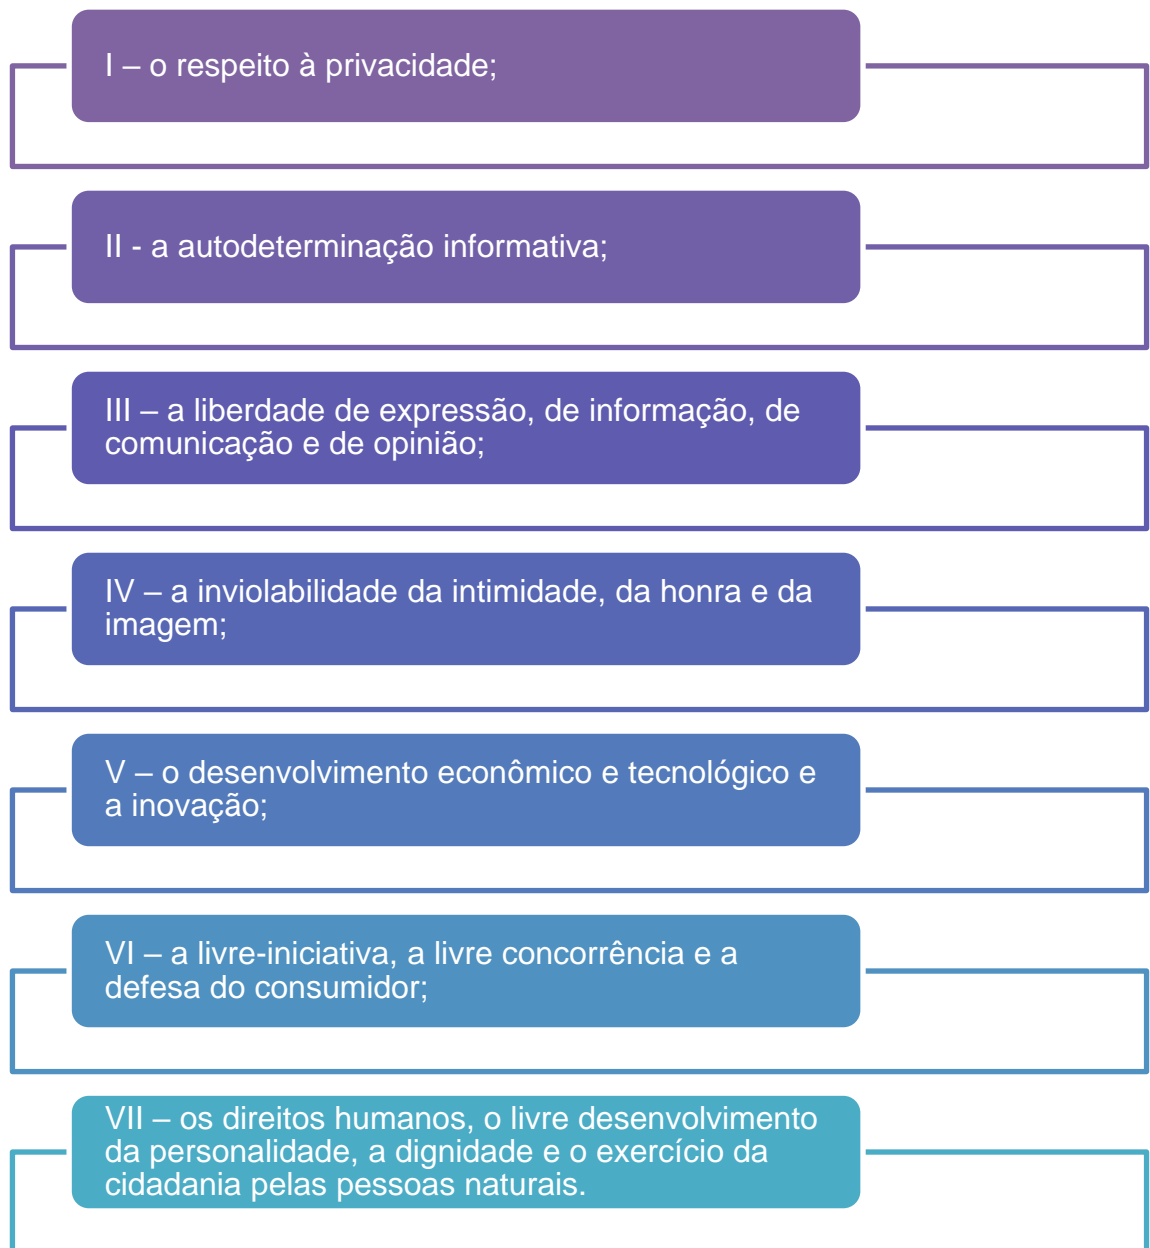 I – o respeito à privacidade;
II - a autodeterminação informativa;
III – a liberdade de expressão, de informação, de
comunicação e de opinião;
IV – a inviolabilidade da intimidade, da honra e da
imagem;
V – o desenvolvimento econômico e tecnológico e
a inovação;
VI – a livre-iniciativa, a livre concorrência e a
defesa do consumidor;
VII – os direitos humanos, o livre desenvolvimento
da personalidade, a dignidade e o exercício da
cidadania pelas pessoas naturais.